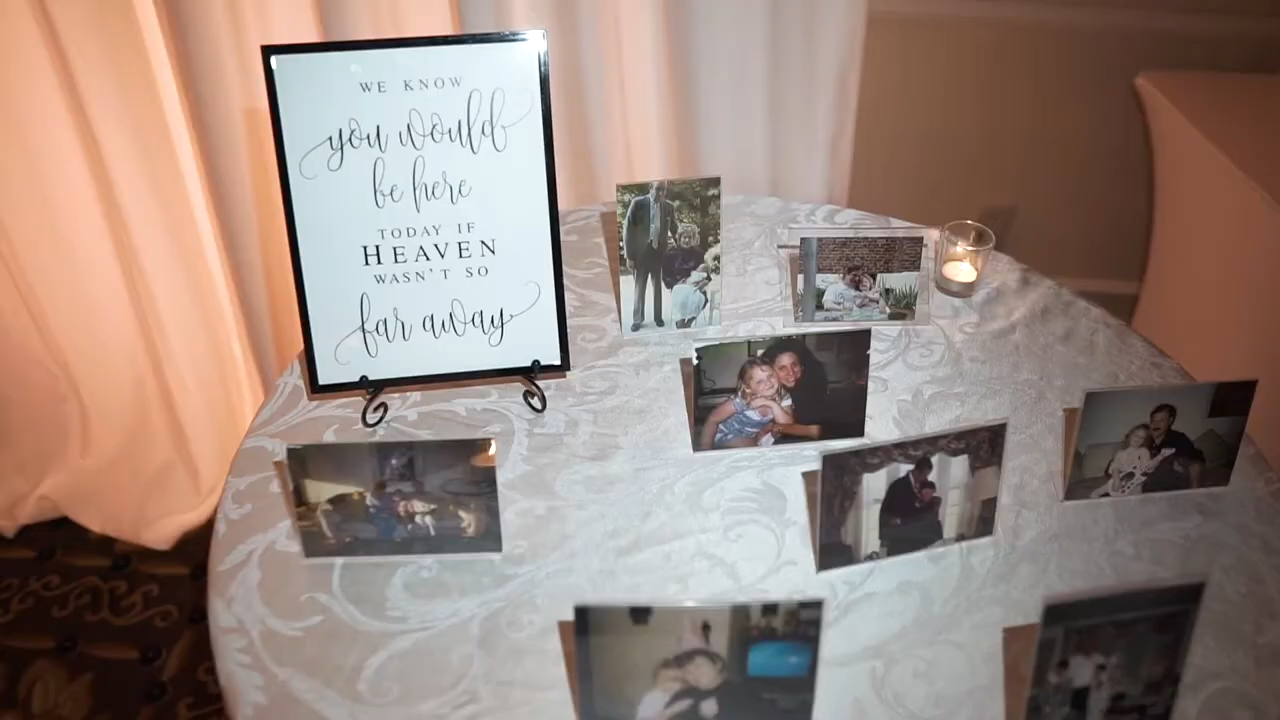 WE KNOW
you would
be here
TODAY IF
HEAVEN
WASN'T SO
far away